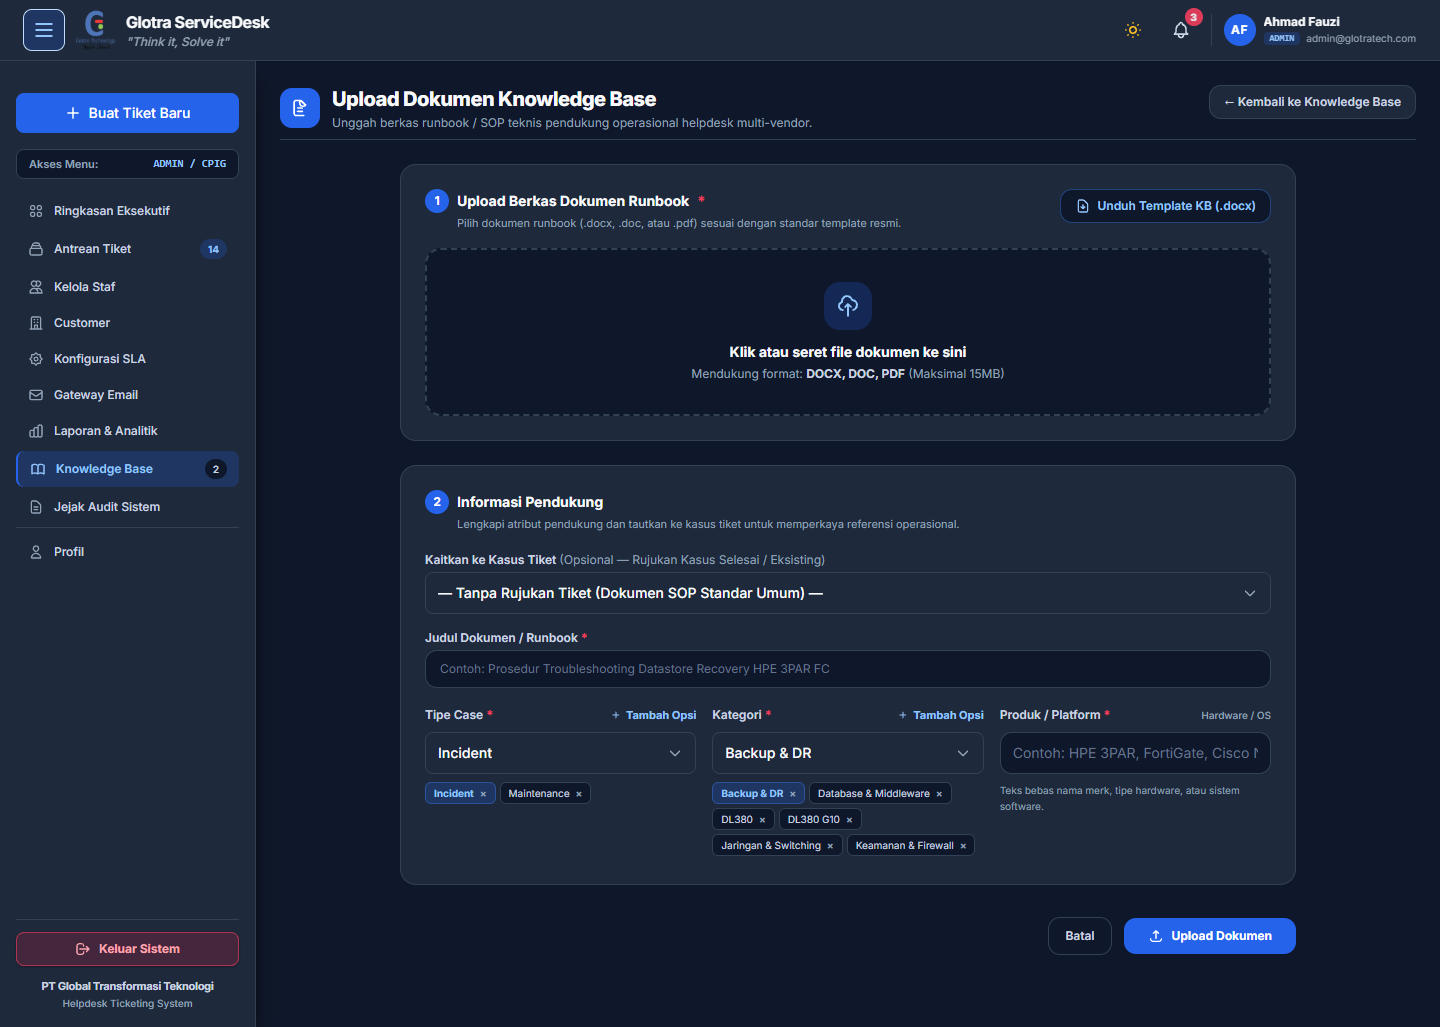 Glotra ServiceDesk
"Think it, Solve it"
3
AF
Ahmad Fauzi
ADMIN admin@glotratech.com
+ Buat Tiket Baru
Akses Menu: ADMIN / CPIG
Ringkasan Eksekutif
Antrean Tiket 14
Kelola Staf
Customer
Konfigurasi SLA
Gateway Email
Laporan & Analitik
Knowledge Base 2
Jejak Audit Sistem
Profil
Keluar Sistem
PT Global Transformasi Teknologi
Helpdesk Ticketing System
Upload Dokumen Knowledge Base
Unggah berkas runbook / SOP teknis pendukung operasional helpdesk multi-vendor.
← Kembali ke Knowledge Base
1 Upload Berkas Dokumen Runbook *
Pilih dokumen runbook (.docx, .doc, atau .pdf) sesuai dengan standar template resmi.
Unduh Template KB (.docx)
Klik atau seret file dokumen ke sini
Mendukung format: DOCX, DOC, PDF (Maksimal 15MB)
2 Informasi Pendukung
Lengkapi atribut pendukung dan tautkan ke kasus tiket untuk memperkaya referensi operasional.
Kaitkan ke Kasus Tiket (Opsional — Rujukan Kasus Selesai / Eksisting)
— Tanpa Rujukan Tiket (Dokumen SOP Standar Umum) —
Judul Dokumen / Runbook *
Contoh: Prosedur Troubleshooting Datastore Recovery HPE 3PAR FC
Tipe Case * + Tambah Opsi
Incident
Incident × Maintenance ×
Kategori * + Tambah Opsi
Backup & DR
Backup & DR × Database & Middleware ×
DL380 × DL380 G10 ×
Jaringan & Switching × Keamanan & Firewall ×
Produk / Platform * Hardware / OS
Contoh: HPE 3PAR, FortiGate, Cisco N
Teks bebas nama merk, tipe hardware, atau sistem
software.
Batal
Upload Dokumen